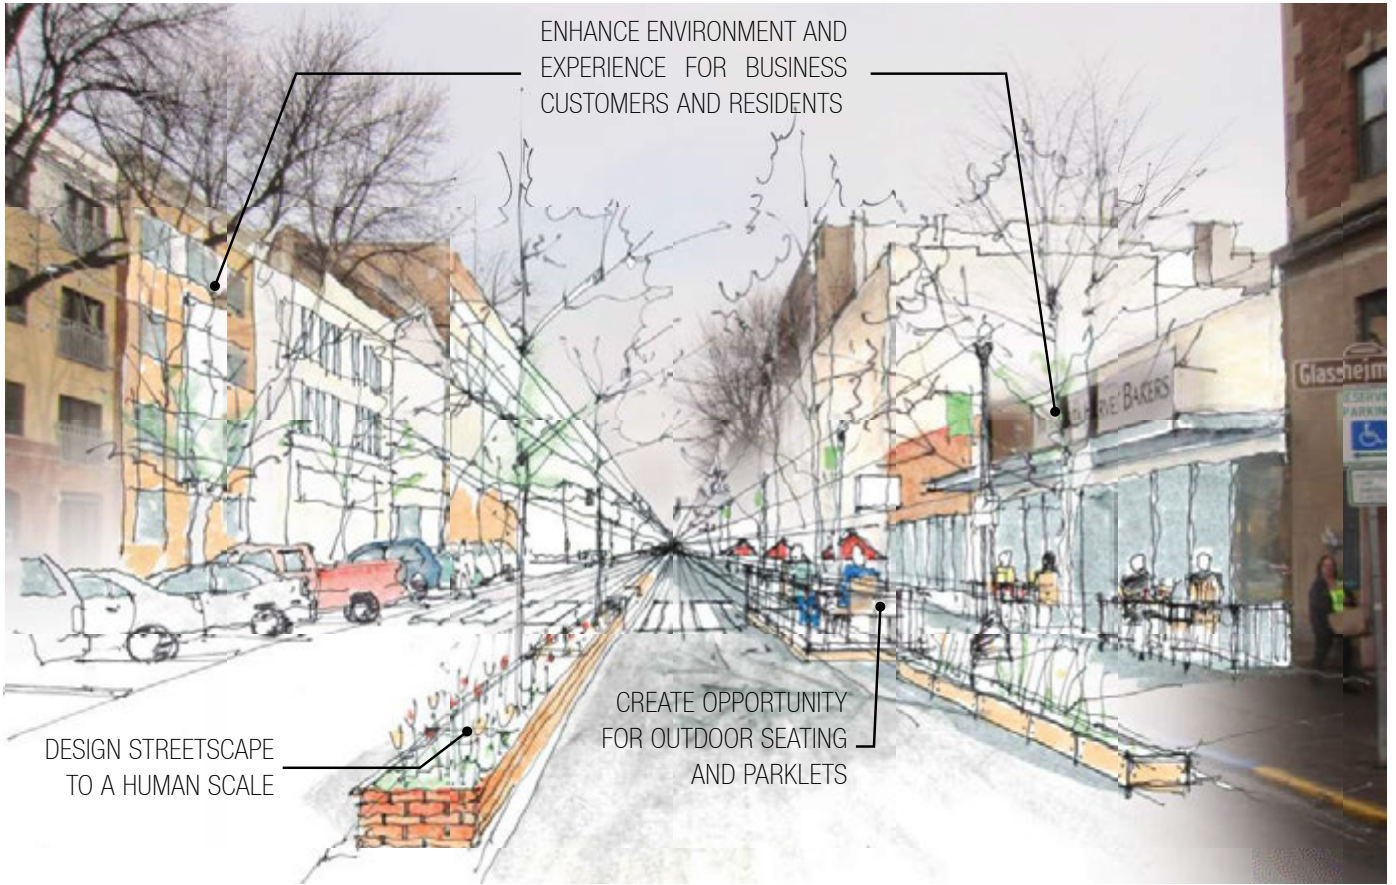 ENHANCE ENVIRONMENT AND
EXPERIENCE FOR BUSINESS
CUSTOMERS AND RESIDENTS
Glassheim
BAKERS
RESERVED
PARKING
CREATE OPPORTUNITY
FOR OUTDOOR SEATING
AND PARKLETS
DESIGN STREETSCAPE
TO A HUMAN SCALE